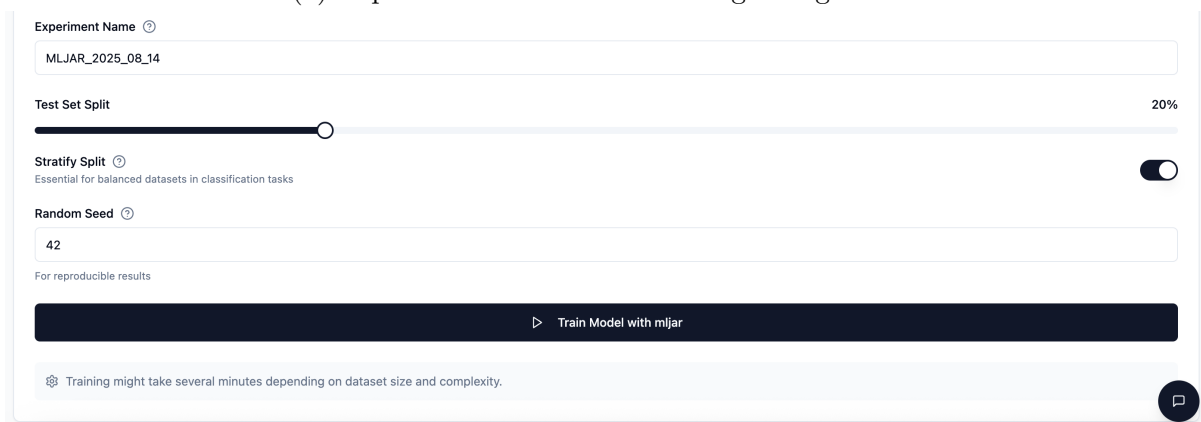 Experiment Name
MLJAR_2025_08_14
Test Set Split 20%
Stratify Split
Essential for balanced datasets in classification tasks
Random Seed
42
For reproducible results
Train Model with mljar
Training might take several minutes depending on dataset size and complexity.